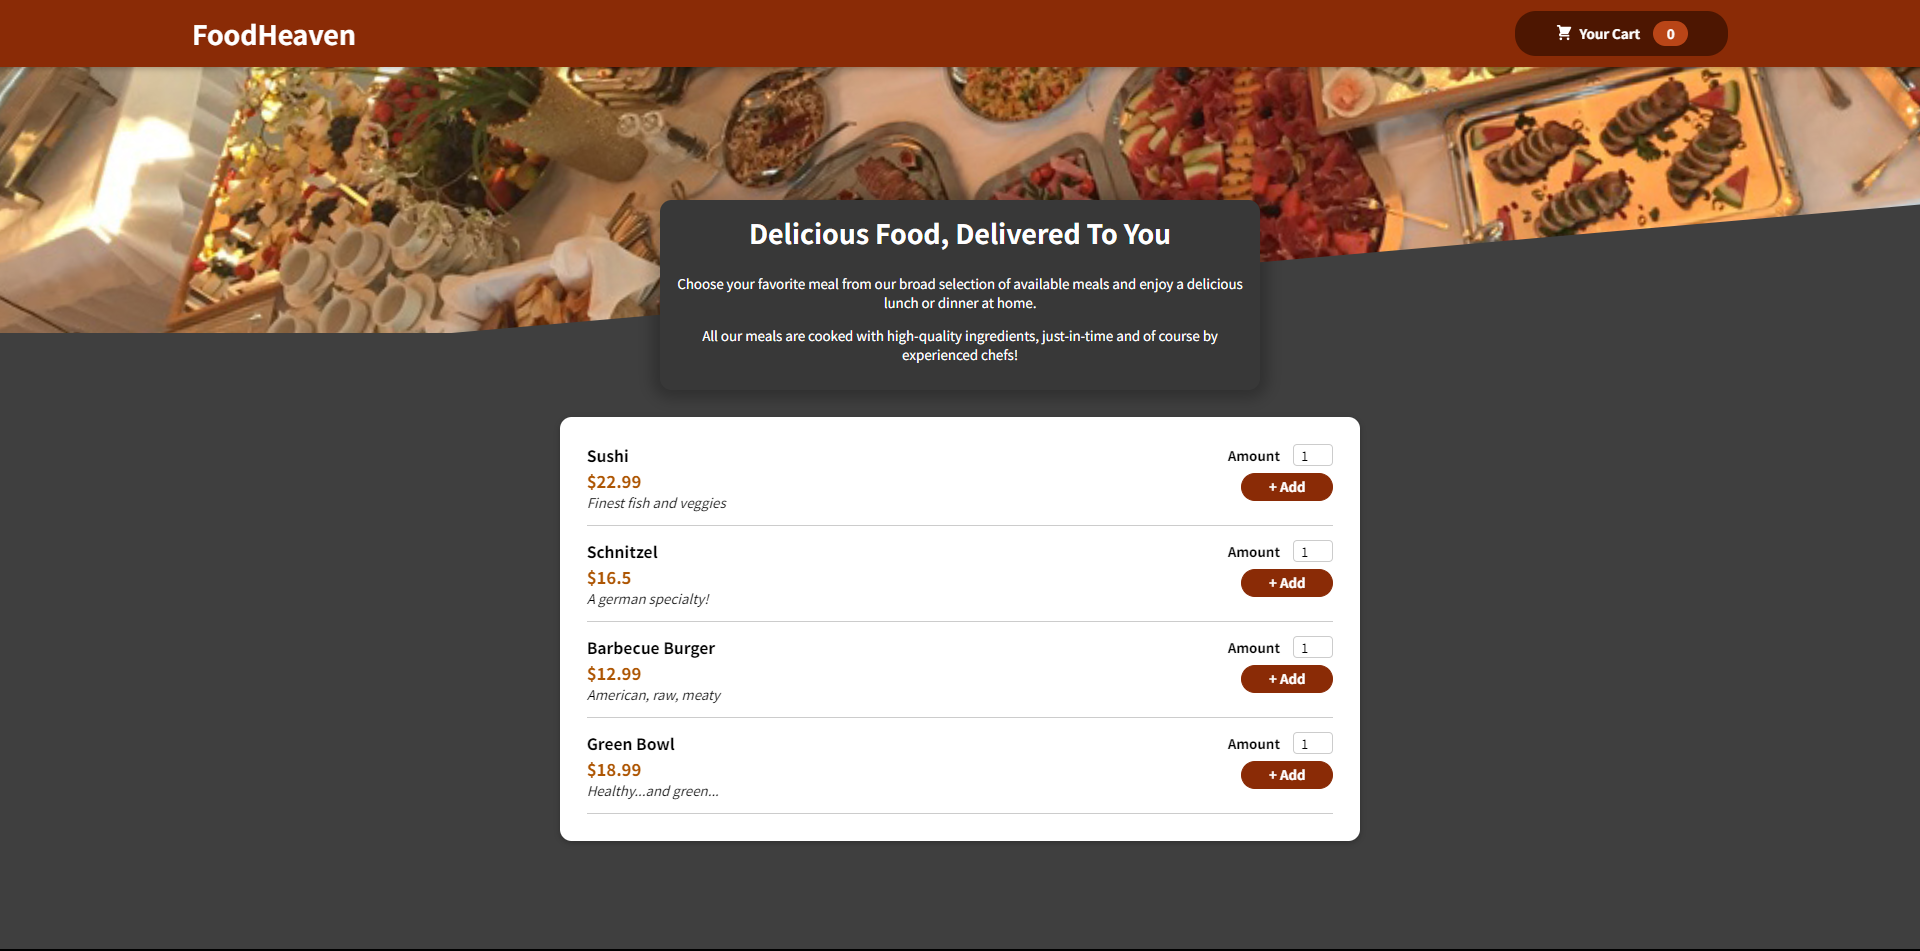 FoodHeaven
Your Cart 0
Delicious Food, Delivered To You
Choose your favorite meal from our broad selection of available meals and enjoy a delicious
lunch or dinner at home.
All our meals are cooked with high-quality ingredients, just-in-time and of course by
experienced chefs!
Sushi
$22.99
Finest fish and veggies
Amount 1
+ Add
Schnitzel
$16.5
A german specialty!
Amount 1
+ Add
Barbecue Burger
$12.99
American, raw, meaty
Amount 1
+ Add
Green Bowl
$18.99
Healthy...and green...
Amount 1
+ Add